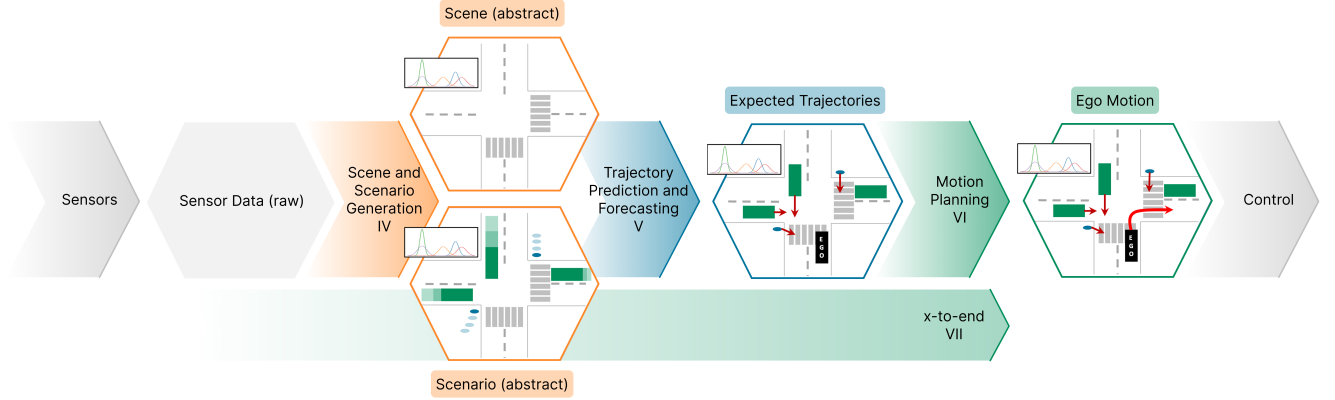 Scene (abstract)
Sensors
Sensor Data (raw)
Scene and
Scenario
Generation
IV
Scenario (abstract)
Trajectory
Prediction and
Forecasting
V
Expected Trajectories
EGO
Motion
Planning
VI
Ego Motion
EGO
Control
x-to-end
VII